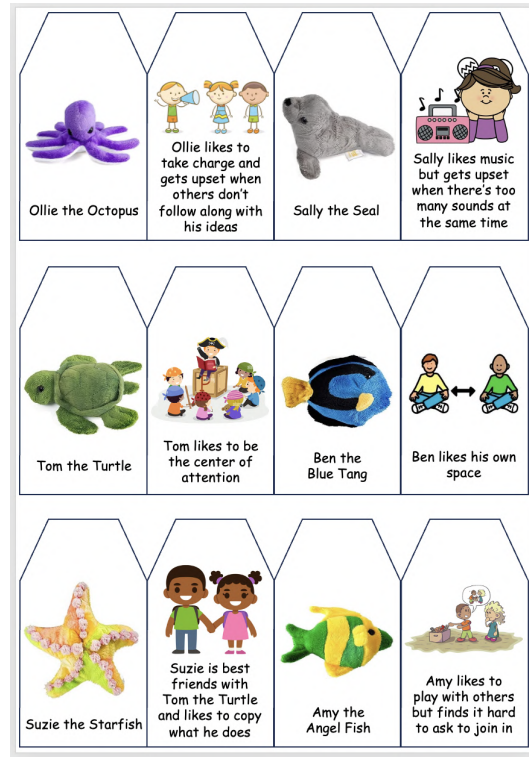 Ollie the Octopus
Ollie likes to
take charge and
gets upset when
others don't
follow along with
his ideas
Sally the Seal
Sally likes music
but gets upset
when there's too
many sounds at
the same time
Tom the Turtle
Tom likes to be
the center of
attention
Ben the
Blue Tang
Ben likes his own
space
Suzie the Starfish
Suzie is best
friends with
Tom the Turtle
and likes to copy
what he does
Amy the
Angel Fish
Amy likes to
play with others
but finds it hard
to ask to join in